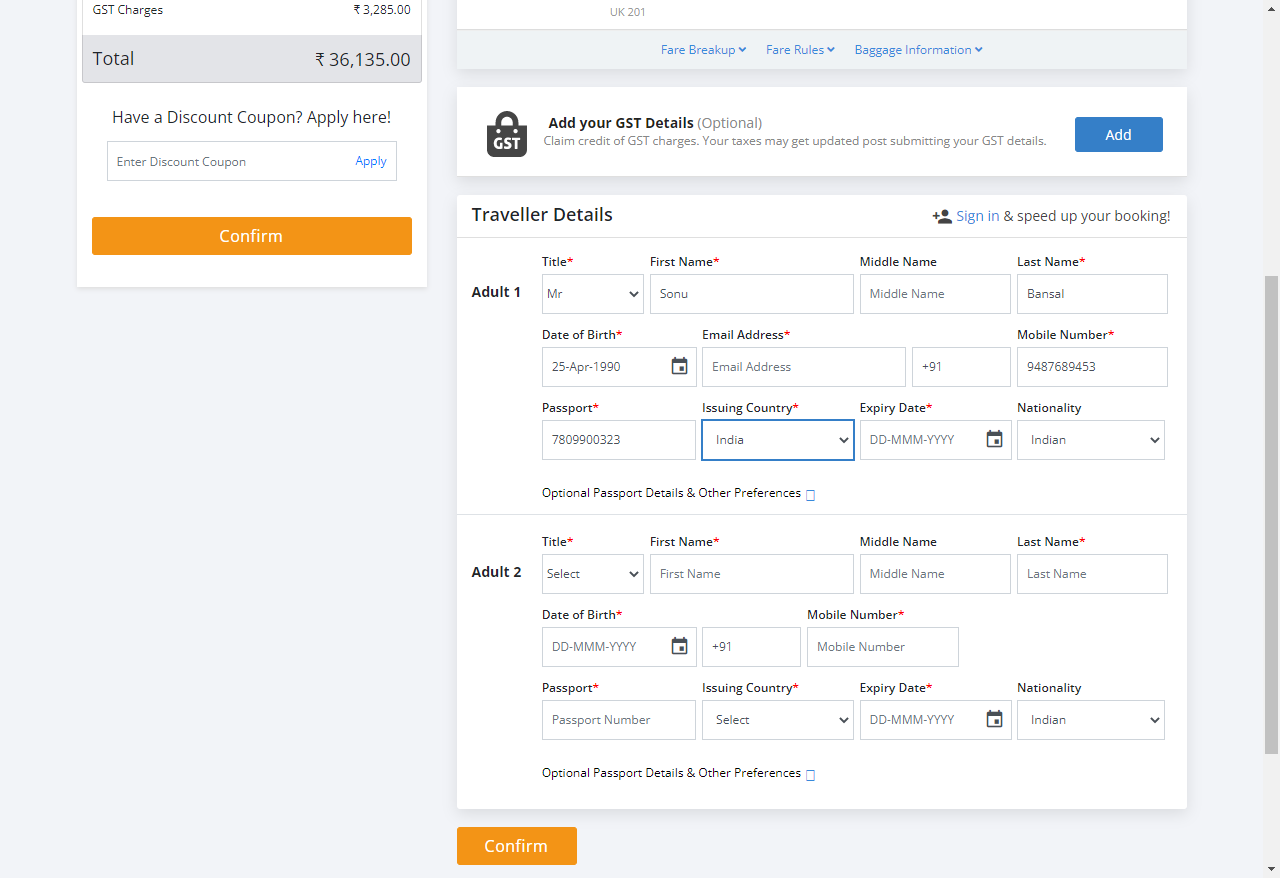 GST Charges ₹ 3,285.00
Total ₹ 36,135.00
Have a Discount Coupon? Apply here!
Enter Discount Coupon Apply
Confirm
UK 201
Fare Breakup Fare Rules Baggage Information
GST
Add your GST Details (Optional)
Claim credit of GST charges. Your taxes may get updated post submitting your GST details.
Add
Traveller Details Sign in & speed up your booking!
Title* First Name* Middle Name Last Name*
Adult 1 Mr Sonu Middle Name Bansal
Date of Birth* Email Address* Mobile Number*
25-Apr-1990 Email Address +91 9487689453
Passport* Issuing Country* Expiry Date* Nationality
7809900323 India DD-MMM-YYYY Indian
Optional Passport Details & Other Preferences
Title* First Name* Middle Name Last Name*
Adult 2 Select First Name Middle Name Last Name
Date of Birth* Mobile Number*
DD-MMM-YYYY +91 Mobile Number
Passport* Issuing Country* Expiry Date* Nationality
Passport Number Select DD-MMM-YYYY Indian
Optional Passport Details & Other Preferences
Confirm